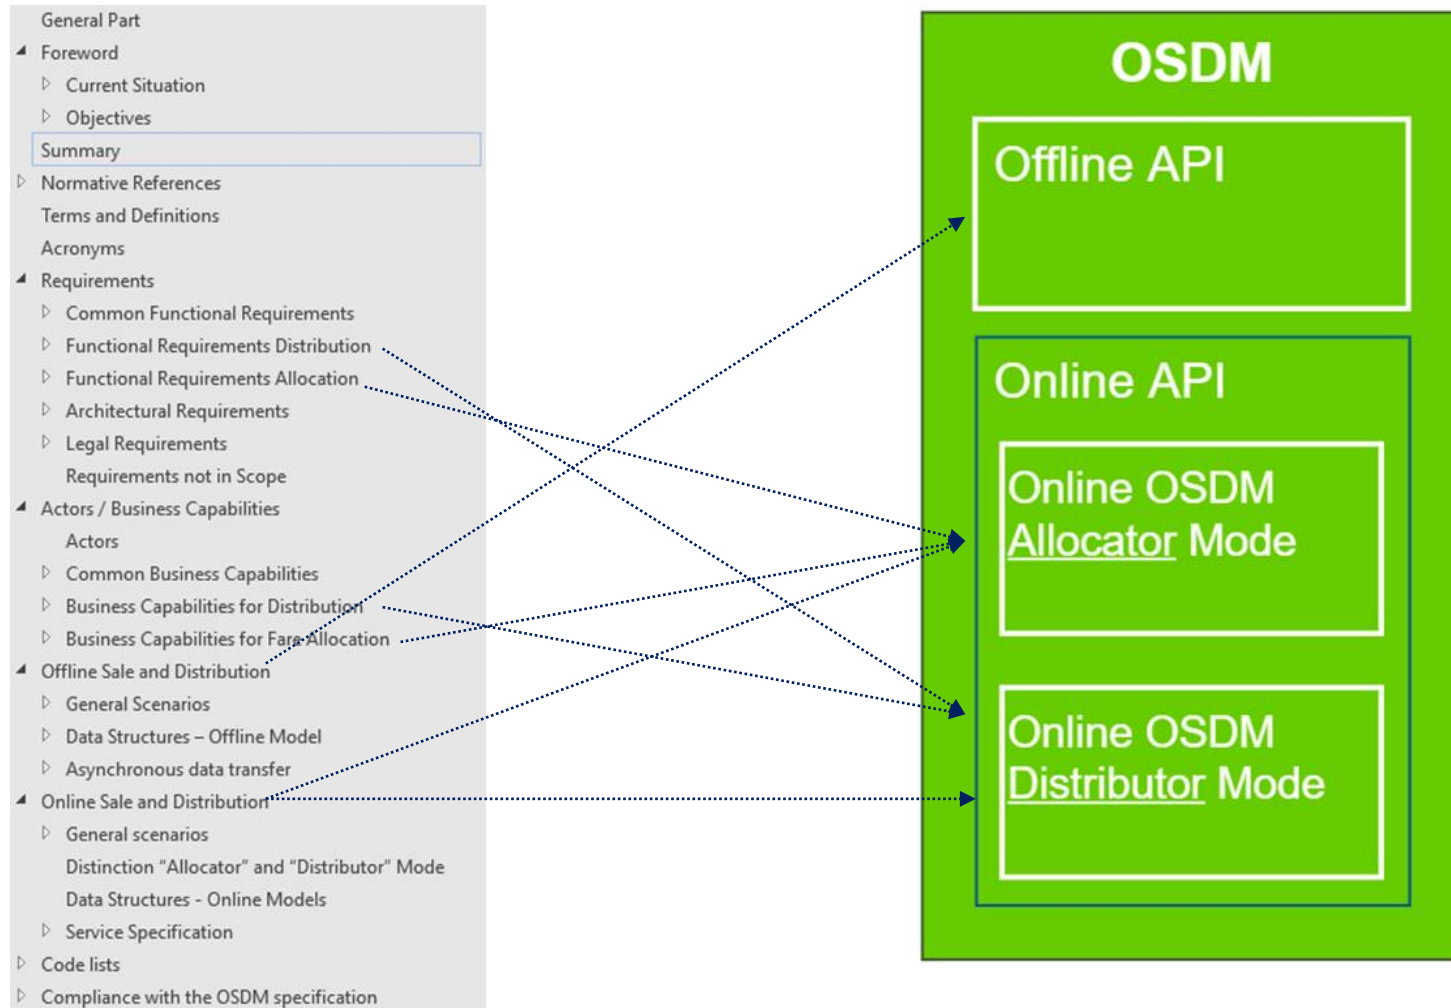 General Part
Foreword
Current Situation
Objectives
Summary
Normative References
Terms and Definitions
Acronyms
Requirements
Common Functional Requirements
Functional Requirements Distribution
Functional Requirements Allocation
Architectural Requirements
Legal Requirements
Requirements not in Scope
Actors / Business Capabilities
Actors
Common Business Capabilities
Business Capabilities for Distribution
Business Capabilities for Fare Allocation
Offline Sale and Distribution
General Scenarios
Data Structures – Offline Model
Asynchronous data transfer
Online Sale and Distribution
General scenarios
Distinction "Allocator" and "Distributor" Mode
Data Structures - Online Models
Service Specification
Code lists
Compliance with the OSDM specification
OSDM
Offline API
Online API
Online OSDM
Allocator Mode
Online OSDM
Distributor Mode